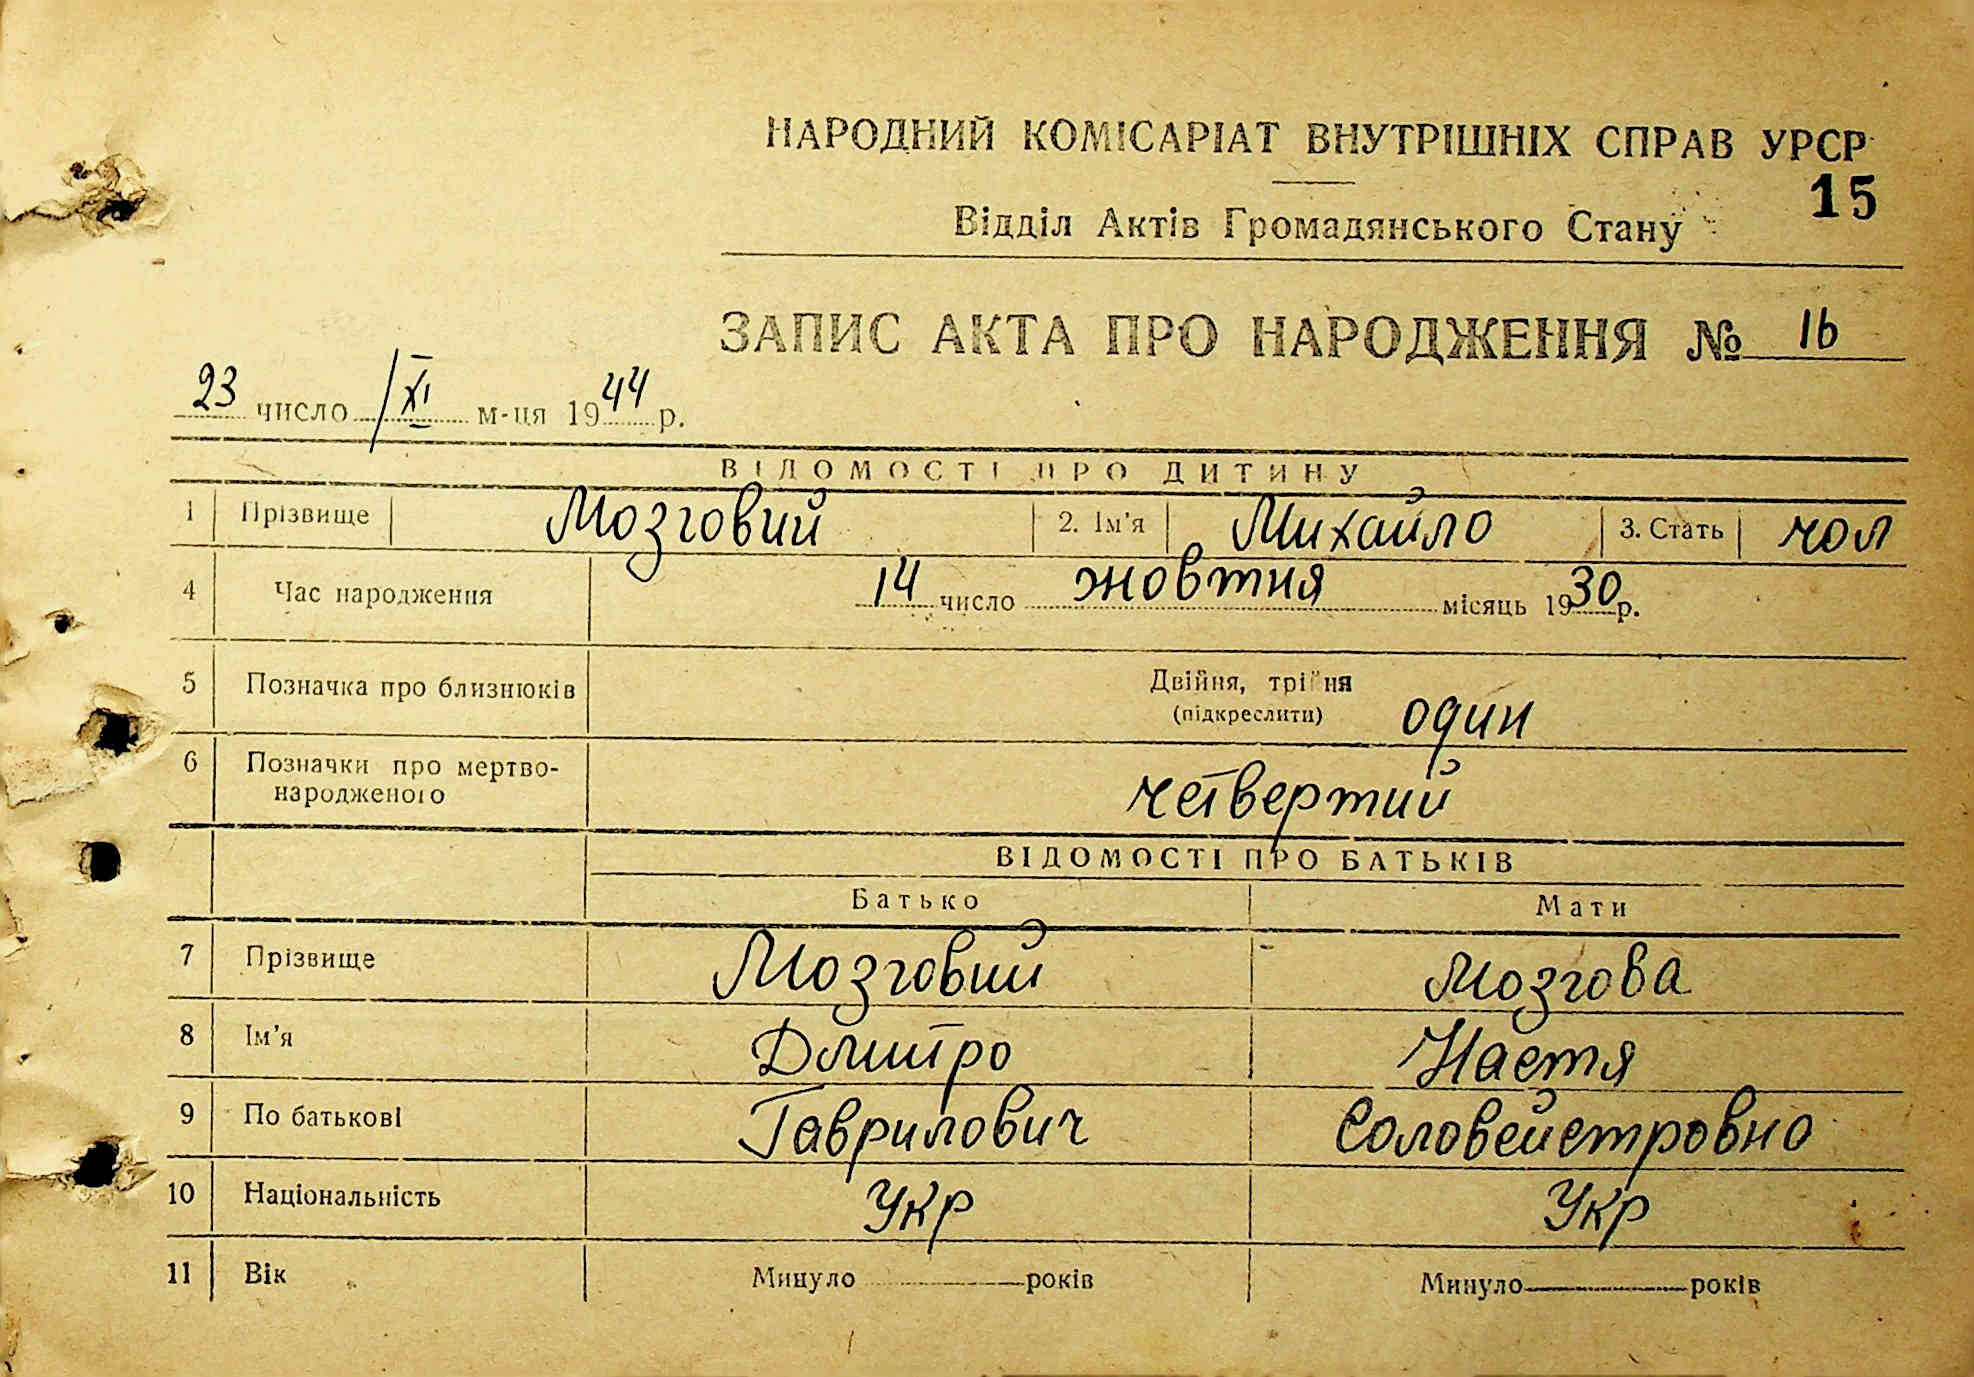 НАРОДНИЙ КОМІСАРІАТ ВНУТРІШНІХ СПРАВ УРСР
15
Відділ Актів Громадянського Стану
ЗАПИС АКТА ПРО НАРОДЖЕННЯ № 16
23 число /XI м-ця 1944 р.
ВІДОМОСТІ ПРО ДИТИНУ
1 Прізвище Мозговий 2. Ім'я Михайло 3. Стать чол
4 Час народження 14 число жовтня місяць 1930 р.
5 Позначка про близнюків Двійня, трійня
(підкреслити) один
6 Позначки про мертво-
народженого четвертий
ВІДОМОСТІ ПРО БАТЬКІВ
Батько Мати
7 Прізвище Мозговий Мозгова
8 Ім'я Дмитро Настя
9 По батькові Гаврилович Соловейстровно
10 Національність Укр Укр
11 Вік Минуло — років Минуло — років